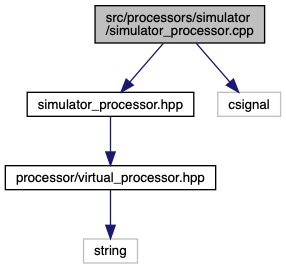 src/processors/simulator
/simulator_processor.cpp
simulator_processor.hpp
csignal
processor/virtual_processor.hpp
string